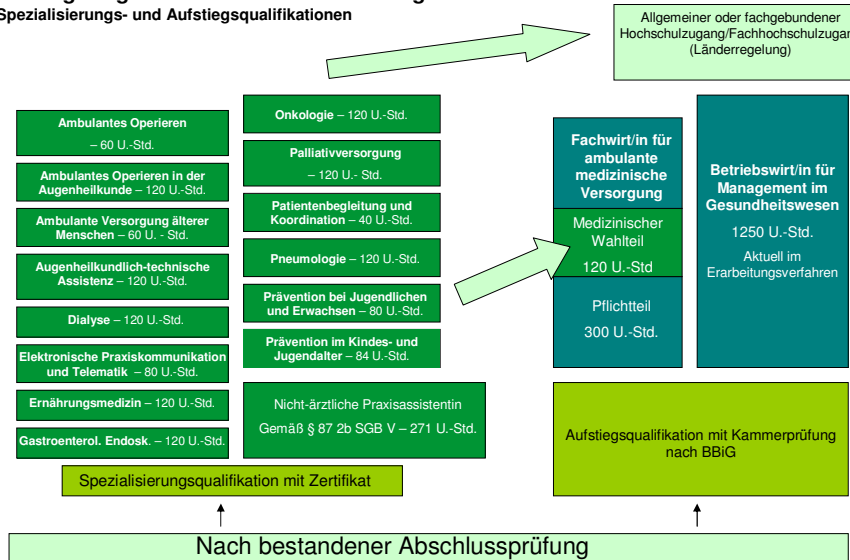 Spezialisierungs- und Aufstiegsqualifikationen
Allgemeiner oder fachgebundener
Hochschulzugang/Fachhochschulzugan
(Länderregelung)
Ambulantes Operieren
– 60 U.-Std.
Ambulantes Operieren in der
Augenheilkunde – 120 U.-Std.
Ambulante Versorgung älterer
Menschen – 60 U. - Std.
Augenheilkundlich-technische
Assistenz – 120 U.-Std.
Dialyse – 120 U.-Std.
Elektronische Praxiskommunikation
und Telematik – 80 U.-Std.
Ernährungsmedizin – 120 U.-Std.
Gastroenterol. Endosk. – 120 U.-Std.
Onkologie – 120 U.-Std.
Palliativversorgung
– 120 U.- Std.
Patientenbegleitung und
Koordination – 40 U.-Std.
Pneumologie – 120 U.-Std.
Prävention bei Jugendlichen
und Erwachsen – 80 U.-Std.
Prävention im Kindes- und
Jugendalter – 84 U.-Std.
Nicht-ärztliche Praxisassistentin
Gemäß § 87 2b SGB V – 271 U.-Std.
Fachwirt/in für
ambulante
medizinische
Versorgung
Medizinischer
Wahlteil
120 U.-Std
Pflichtteil
300 U.-Std.
Betriebswirt/in für
Management im
Gesundheitswesen
1250 U.-Std.
Aktuell im
Erarbeitungsverfahren
Spezialisierungsqualifikation mit Zertifikat
Aufstiegsqualifikation mit Kammerprüfung
nach BBiG
Nach bestandener Abschlussprüfung